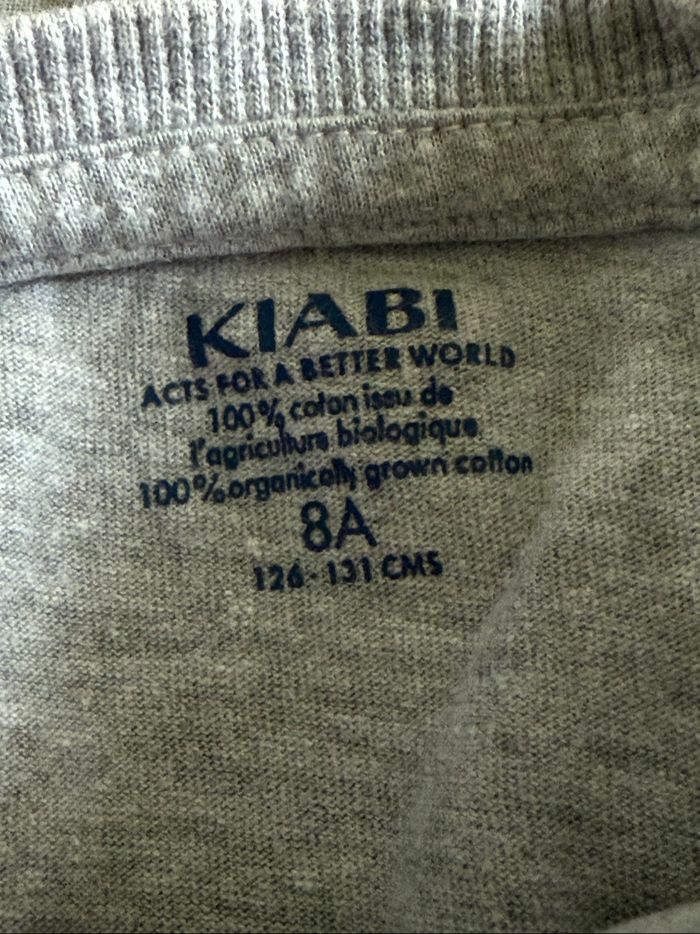 KIABI
ACTS FOR A BETTER WORLD
100% coton issu de
l'agriculture biologique
100% organically grown cotton
8A
126-131 CMS